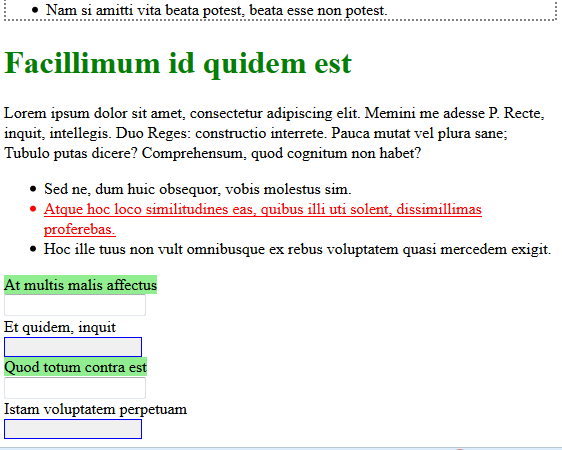 Nam si amitti vita beata potest, beata esse non potest.
Facillimum id quidem est
Lorem ipsum dolor sit amet, consectetur adipiscing elit. Memini me adesse P. Recte,
inquit, intellegis. Duo Reges: constructio interrete. Pauca mutat vel plura sane;
Tubulo putas dicere? Comprehensum, quod cognitum non habet?
Sed ne, dum huic obsequor, vobis molestus sim.
Atque hoc loco similitudines eas, quibus illi uti solent, dissimillimas
proferebas.
Hoc ille tuus non vult omnibusque ex rebus voluptatem quasi mercedem exigit.
At multis malis affectus
Et quidem, inquit
Quod totum contra est
Istam voluptatem perpetuam